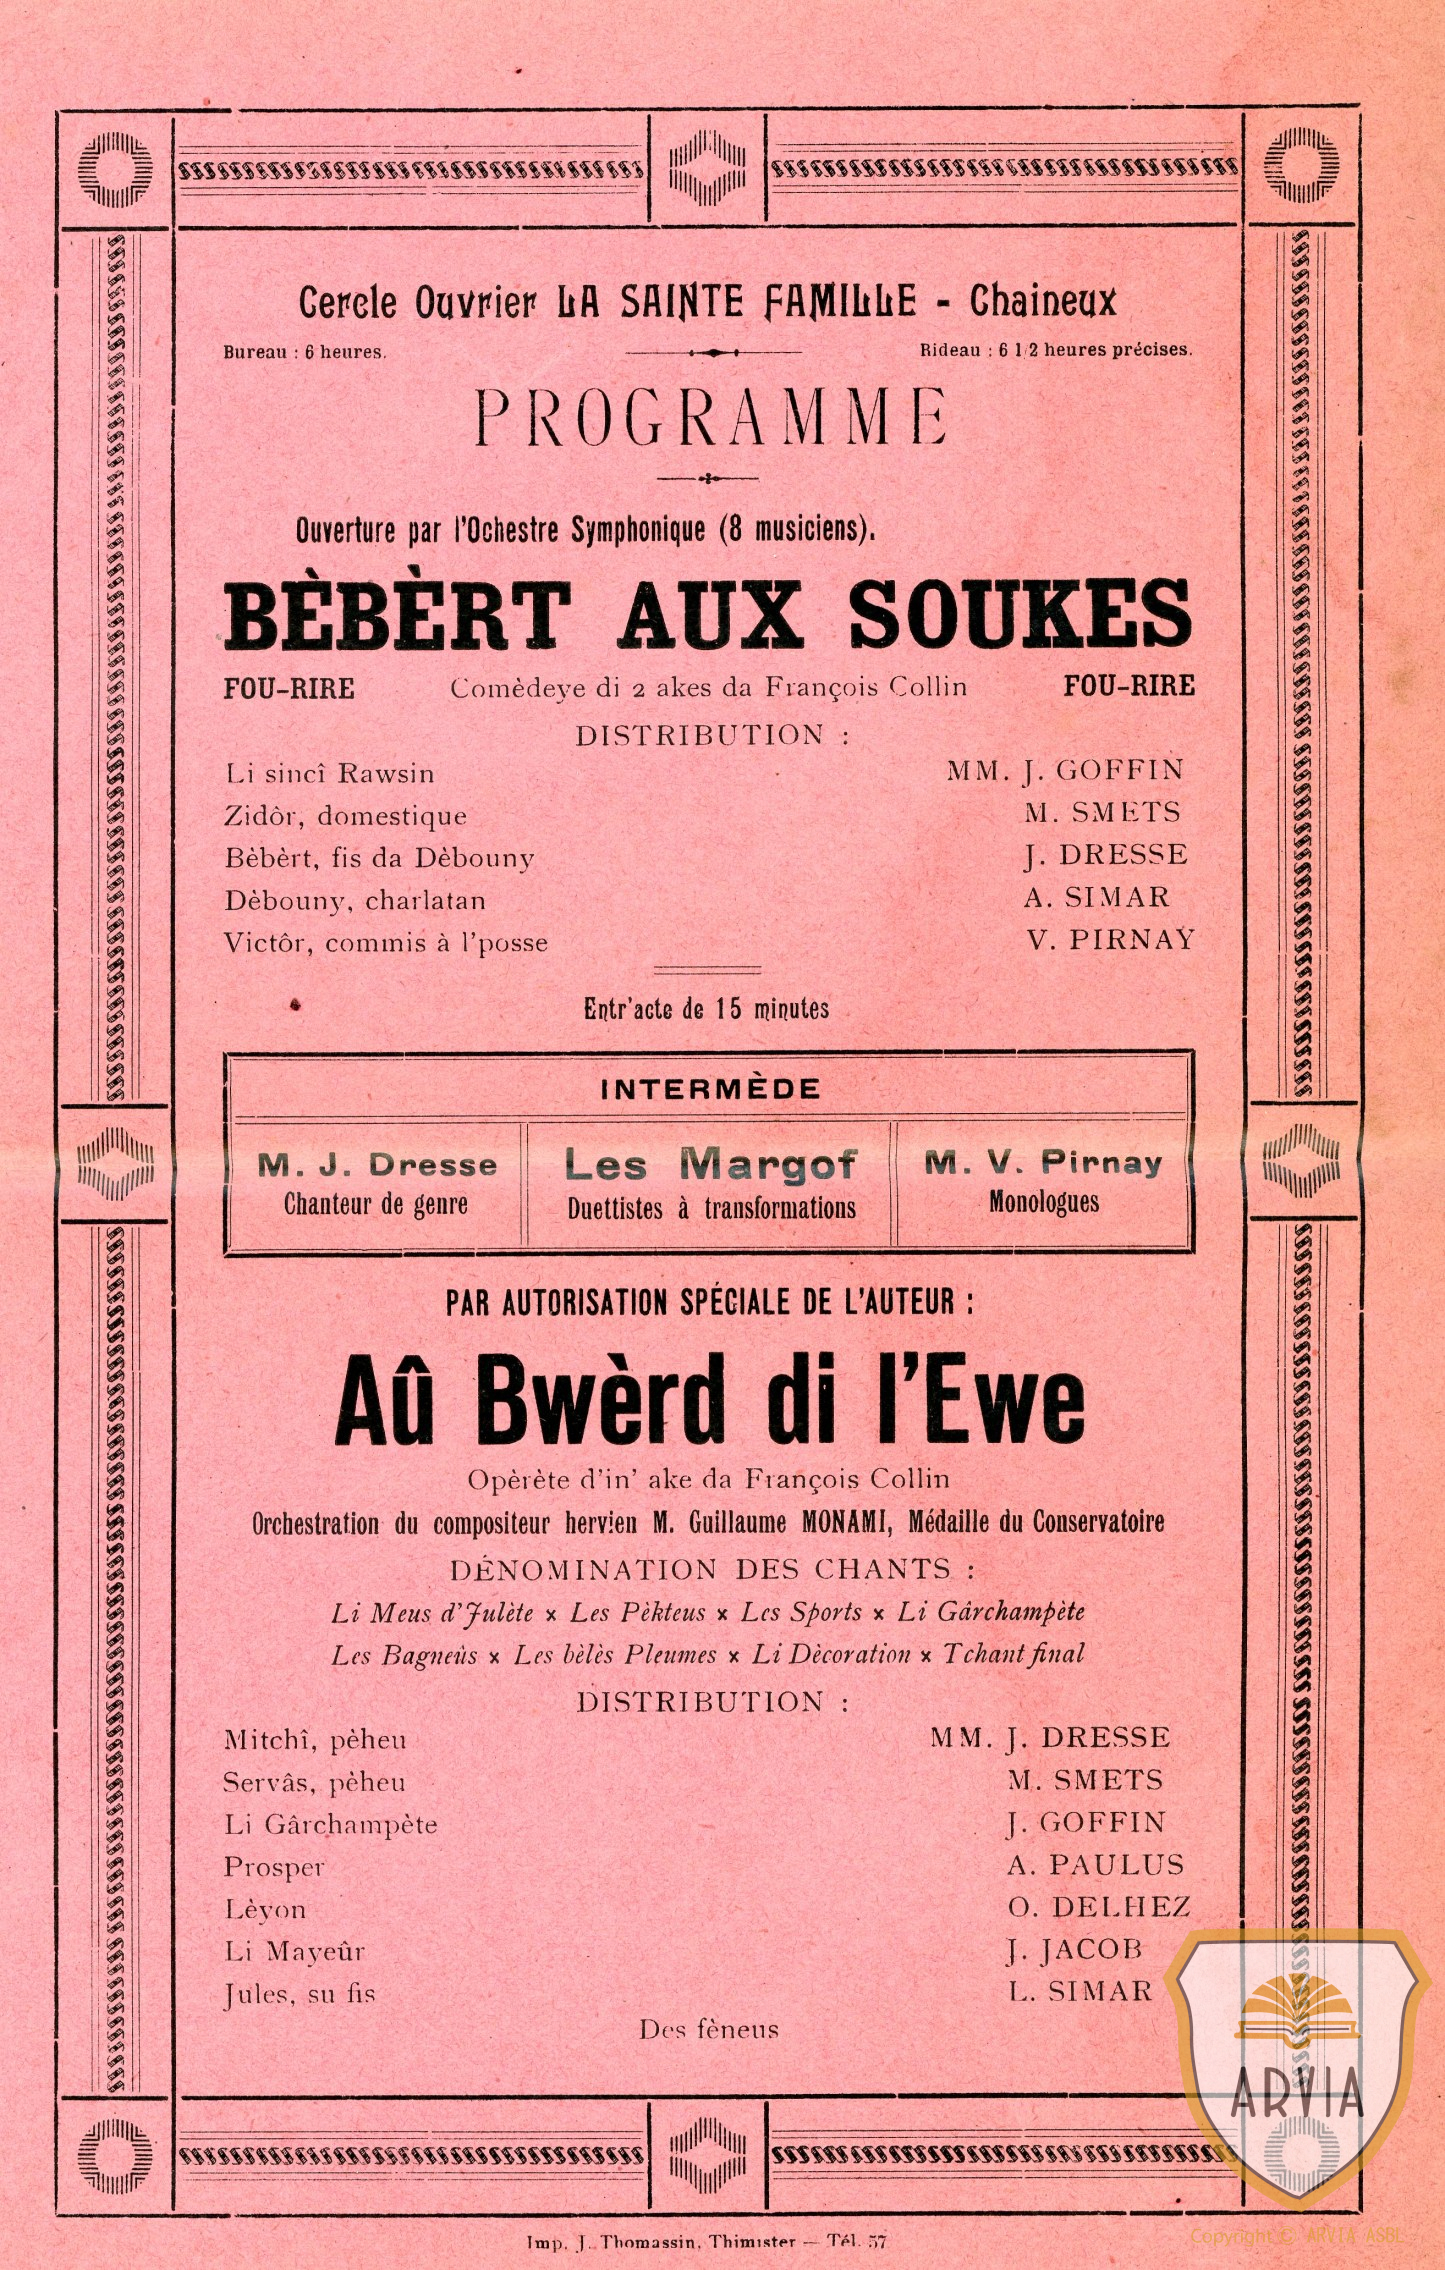 Cercle Ouvrier LA SAINTE FAMILLE - Chaineux
Bureau : 6 heures. Rideau : 6 1/2 heures précises.
PROGRAMME
Ouverture par l'Ochestre Symphonique (8 musiciens).
BÈBÈRT AUX SOUKES
FOU-RIRE Comèdeye di 2 akes da François Collin FOU-RIRE
DISTRIBUTION :
Li sincî Rawsin MM. J. GOFFIN
Zidôr, domestique M. SMETS
Bèbèrt, fis da Dèbouny J. DRESSE
Dèbouny, charlatan A. SIMAR
Victôr, commis à l'posse V. PIRNAY
Entr'acte de 15 minutes
INTERMÈDE
M. J. Dresse Les Margof M. V. Pirnay
Chanteur de genre Duettistes à transformations Monologues
PAR AUTORISATION SPÉCIALE DE L'AUTEUR :
Aû Bwèrd di l'Ewe
Opèrète d'in' ake da François Collin
Orchestration du compositeur hervien M. Guillaume MONAMI, Médaille du Conservatoire
DÉNOMINATION DES CHANTS :
Li Meus d'Julète × Les Pèkteus × Les Sports × Li Gârchampète
Les Bagneûs × Les bèlès Pleumes × Li Dècoration × Tchant final
DISTRIBUTION :
Mitchî, pèheu MM. J. DRESSE
Servâs, pèheu M. SMETS
Li Gârchampète J. GOFFIN
Prosper A. PAULUS
Lèyon O. DELHEZ
Li Mayeûr J. JACOB
Jules, su fis L. SIMAR
Des fèneus
ARVIA
Imp. J. Thomassin, Thimister — Tél. 57
Copyright © ARVIA ASBL